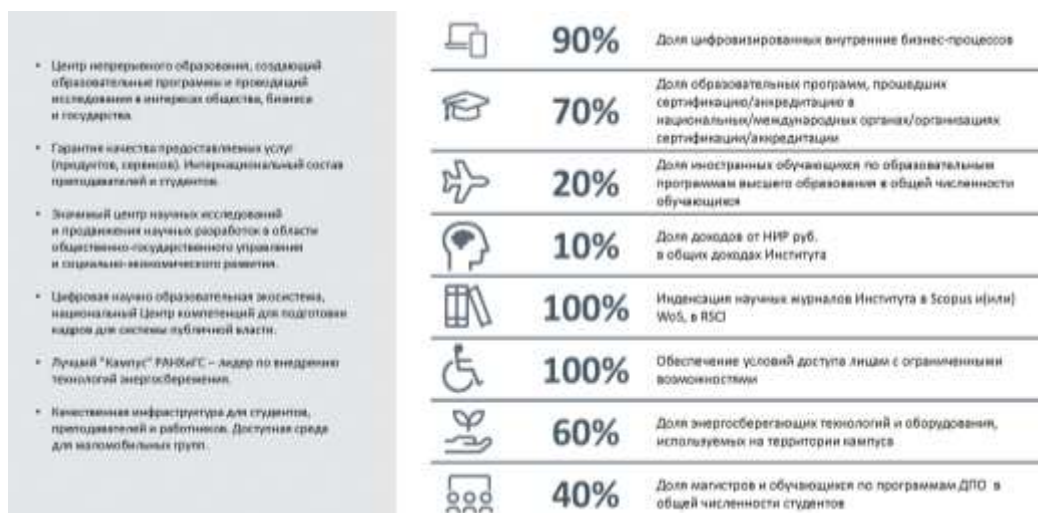 • Центр непрерывного образования, создающий
образовательные программы и проводящий
исследования в интересах общества, бизнеса
и государства.
• Гарантия качества предоставляемых услуг
(продуктов, сервисов). Интернациональный состав
преподавателей и студентов.
• Значимый центр научных исследований
и продвижения научных разработок в области
общественно-государственного управления
и социально-экономического развития.
• Цифровая научно образовательная экосистема,
национальный Центр компетенций для подготовки
кадров для системы публичной власти.
• Лучший "Кампус" РАНХиГС – лидер по внедрению
технологий энергосбережения.
• Качественная инфраструктура для студентов,
преподавателей и работников. Доступная среда
для маломобильных групп.
90% Доля цифровизированных внутренние бизнес-процессов
70% Доля образовательных программ, прошедших
сертификацию/аккредитацию в
национальных/международных органах/организациях
сертификации/аккредитации
20% Доля иностранных обучающихся по образовательным
программам высшего образования в общей численности
обучающихся
10% Доля доходов от НИР руб.
в общих доходах Института
100% Индексация научных журналов Института в Scopus и(или)
WoS, в RSCI
100% Обеспечение условий доступа лицам с ограниченными
возможностями
60% Доля энергосберегающих технологий и оборудования,
используемых на территории кампуса
40% Доля магистров и обучающихся по программам ДПО в
общей численности студентов